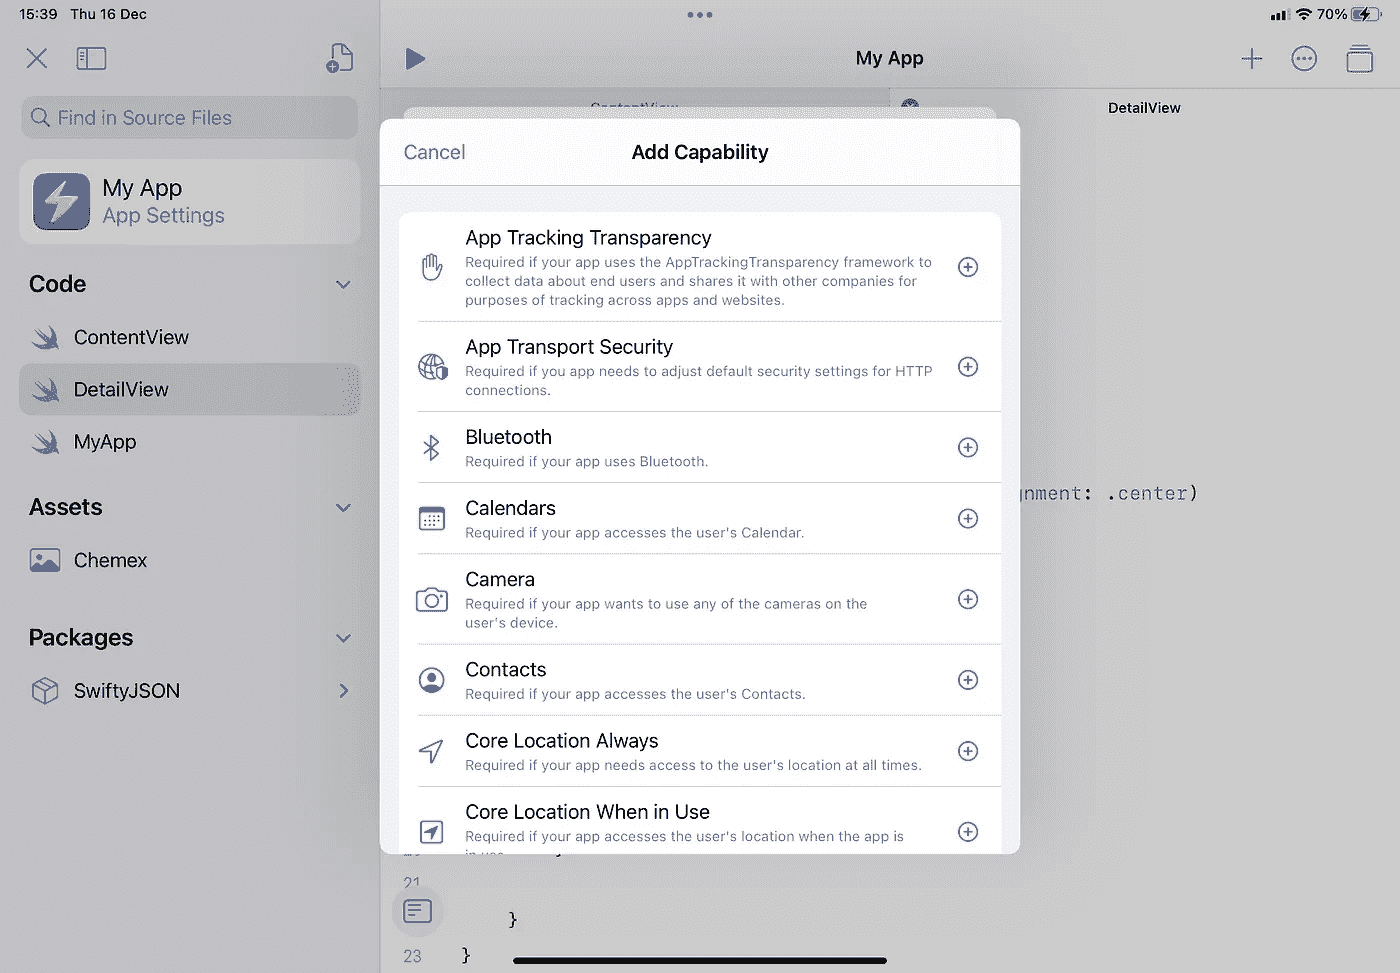 15:39 Thu 16 Dec
70%
My App
Find in Source Files
ContentView
DetailView
Cancel
Add Capability
My App
App Settings
Code
ContentView
DetailView
MyApp
Assets
Chemex
Packages
SwiftyJSON
App Tracking Transparency
Required if your app uses the AppTrackingTransparency framework to
collect data about end users and shares it with other companies for
purposes of tracking across apps and websites.
App Transport Security
Required if you app needs to adjust default security settings for HTTP
connections.
Bluetooth
Required if your app uses Bluetooth.
Calendars
Required if your app accesses the user's Calendar.
Camera
Required if your app wants to use any of the cameras on the
user's device.
Contacts
Required if your app accesses the user's Contacts.
Core Location Always
Required if your app needs access to the user's location at all times.
Core Location When in Use
Required if your app accesses the user's location when the app is
in use.
gnment: .center)
21
}
23 }